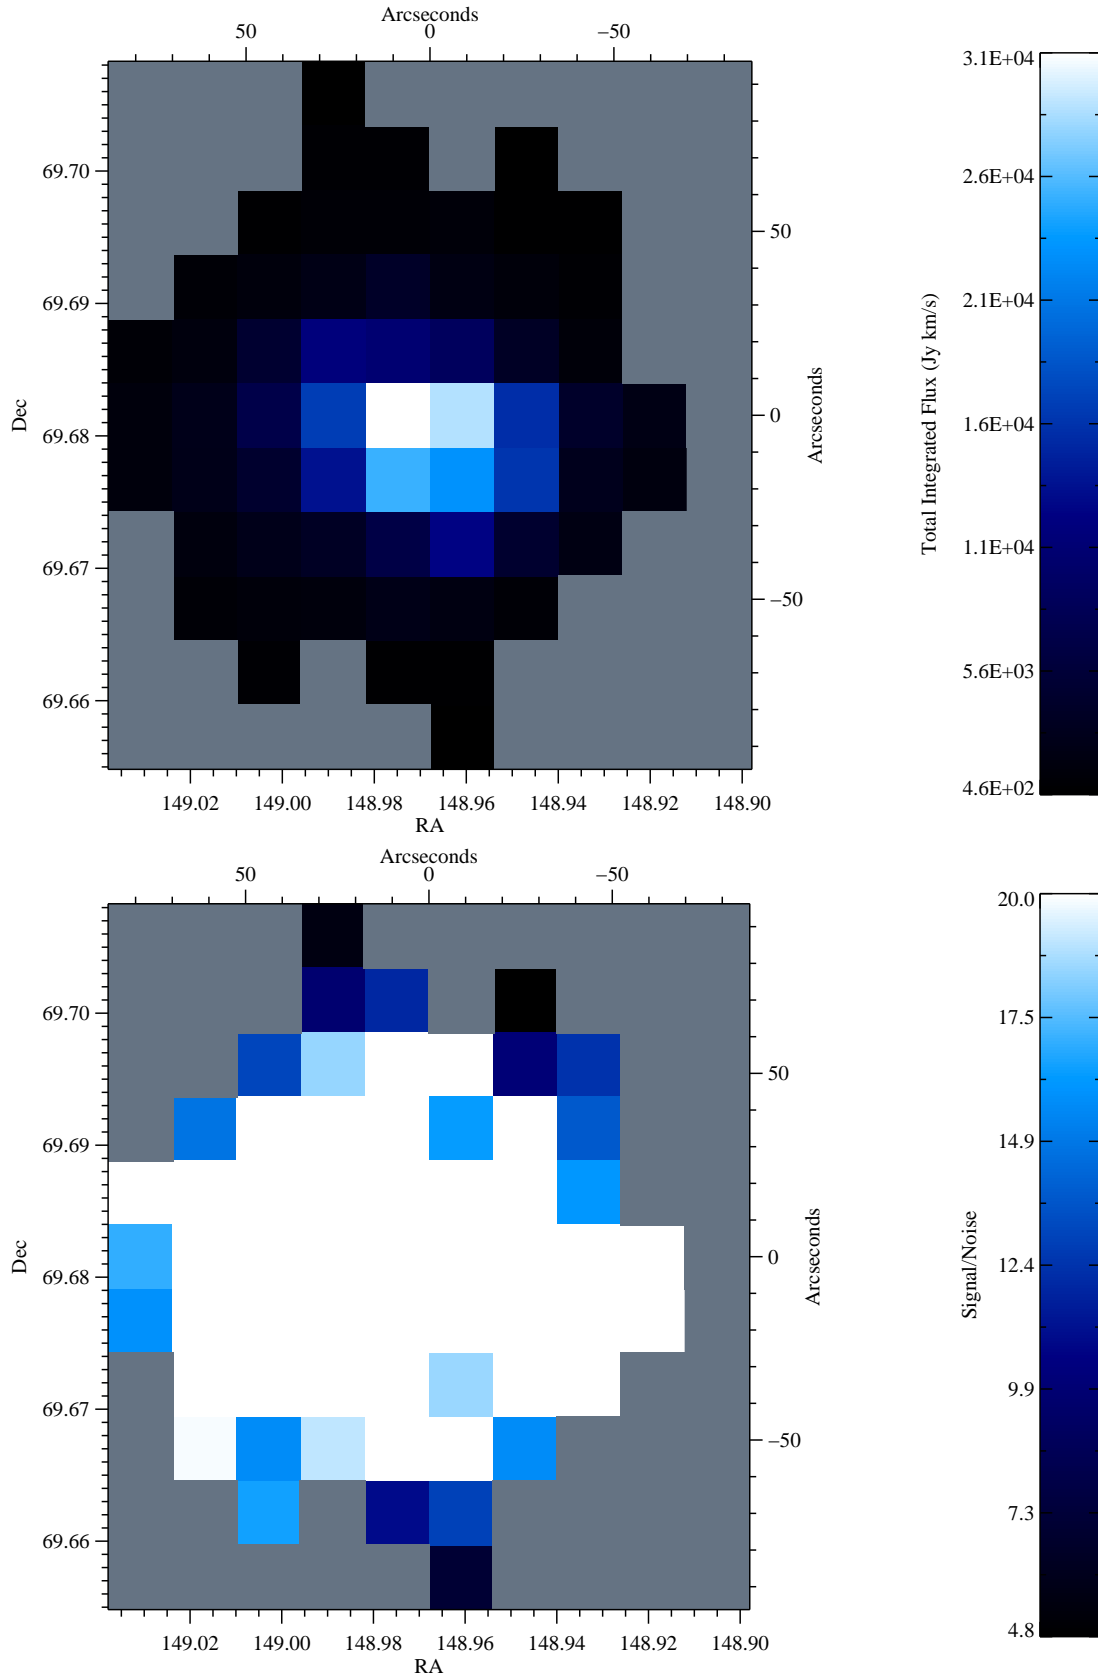 Arcseconds
50 0 −50
69.70
69.69
69.68
69.67
69.66
Dec
50
0
−50
Arcseconds
149.02 149.00 148.98 148.96 148.94 148.92 148.90
RA
3.1E+04
2.6E+04
2.1E+04
1.6E+04
1.1E+04
5.6E+03
4.6E+02
Total Integrated Flux (Jy km/s)
Arcseconds
50 0 −50
69.70
69.69
69.68
69.67
69.66
Dec
50
0
−50
Arcseconds
149.02 149.00 148.98 148.96 148.94 148.92 148.90
RA
20.0
17.5
14.9
12.4
9.9
7.3
4.8
Signal/Noise